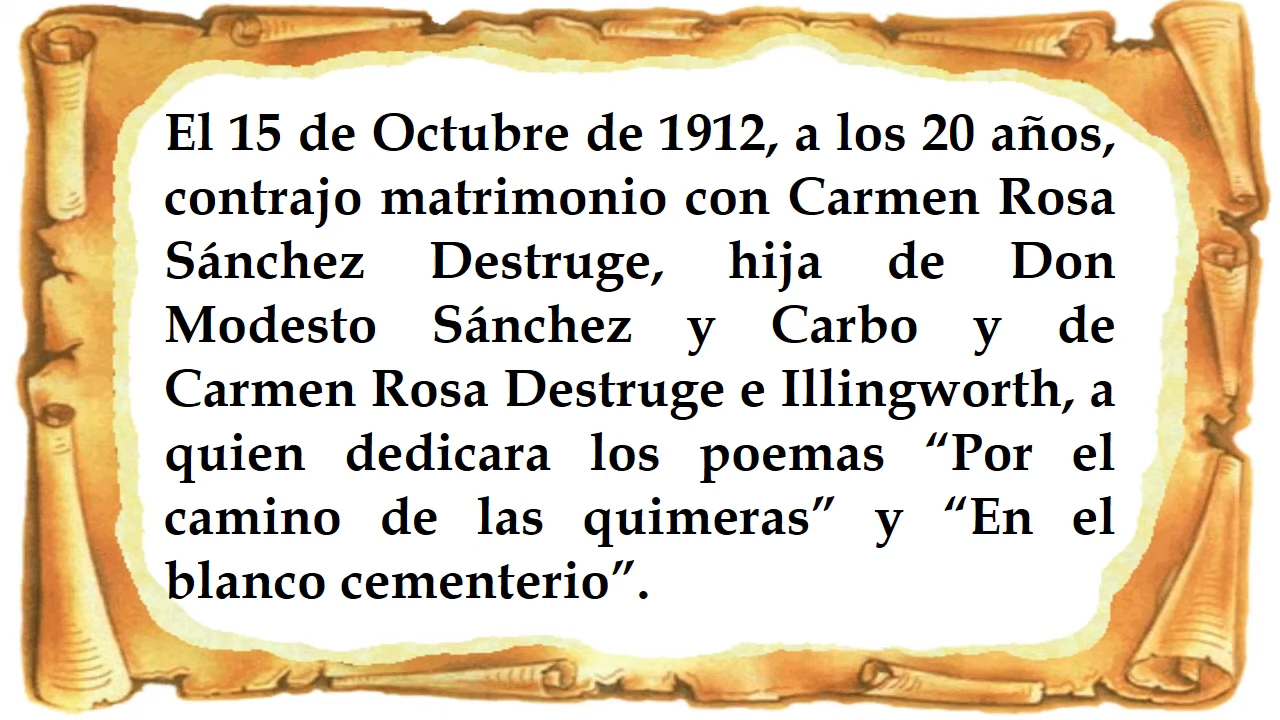 El 15 de Octubre de 1912, a los 20 años,
contrajo matrimonio con Carmen Rosa
Sánchez Destruge, hija de Don
Modesto Sánchez y Carbo y de
Carmen Rosa Destruge e Illingworth, a
quien dedicara los poemas “Por el
camino de las quimeras” y “En el
blanco cementerio”.